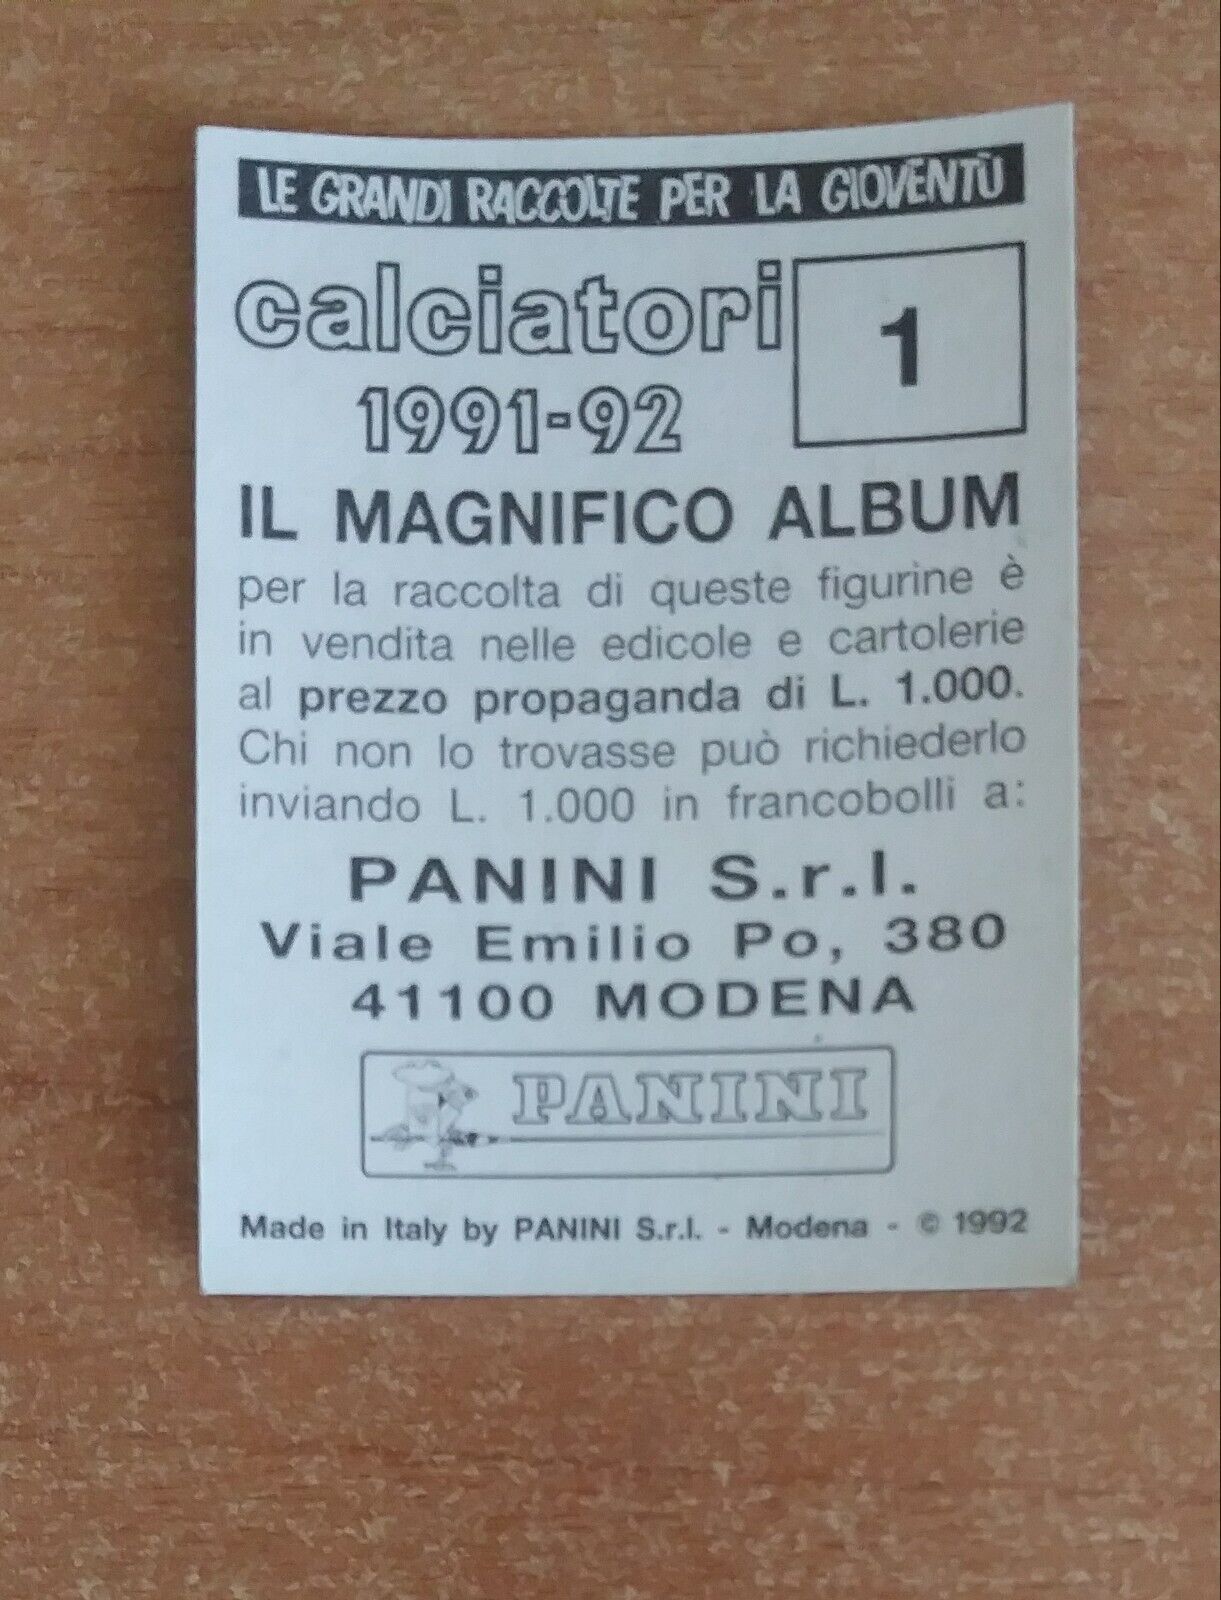 LE GRANDI RACCOLTE PER LA GIOVENTÙ
calciatori
1
1991-92
IL MAGNIFICO ALBUM
per la raccolta di queste figurine è
in vendita nelle edicole e cartolerie
al prezzo propaganda di L. 1.000.
Chi non lo trovasse può richiederlo
inviando L. 1.000 in francobolli a:
PANINI S.r.l.
Viale Emilio Po, 380
41100 MODENA
PANINI
Made in Italy by PANINI S.r.l. - Modena - © 1992